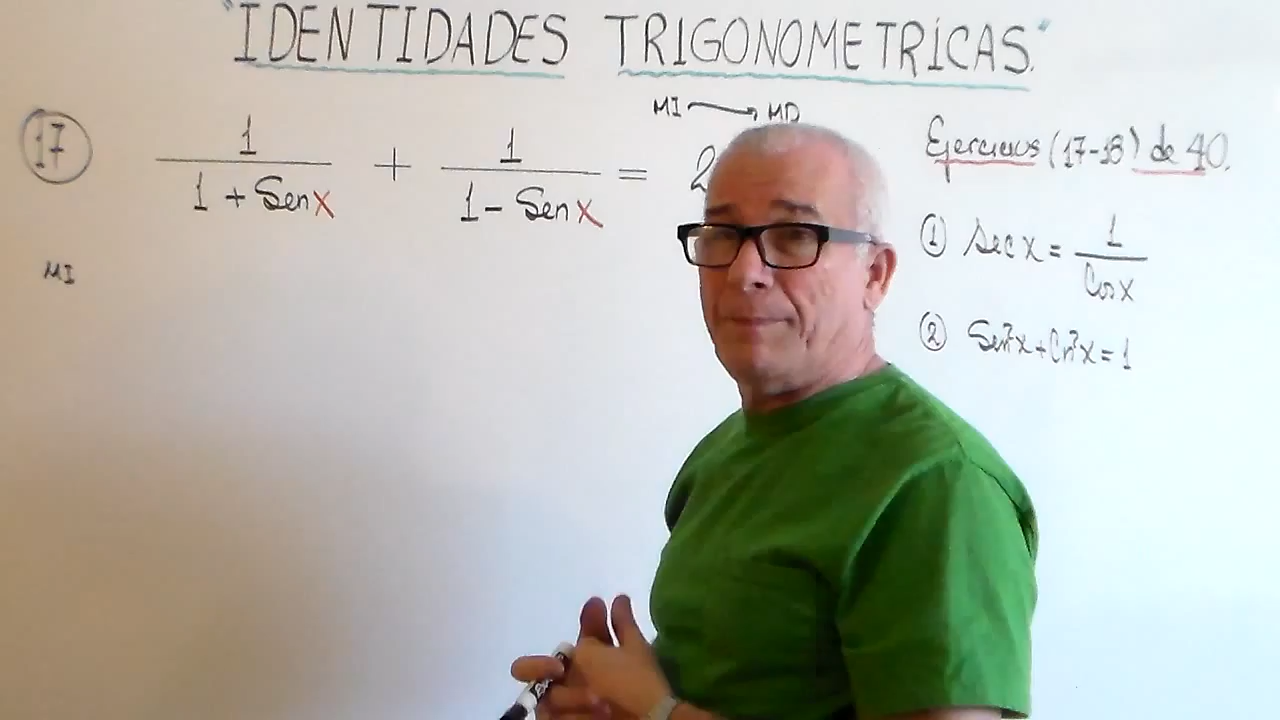 "IDENTIDADES TRIGONOMETRÍCAS."
MI → MD
17 1/(1 + Sen x) + 1/(1 - Sen x) = 2
MI
Ejercicios (17-18) de 40.
① Sec x = 1/Cos x
② Sen²x + Cos²x = 1